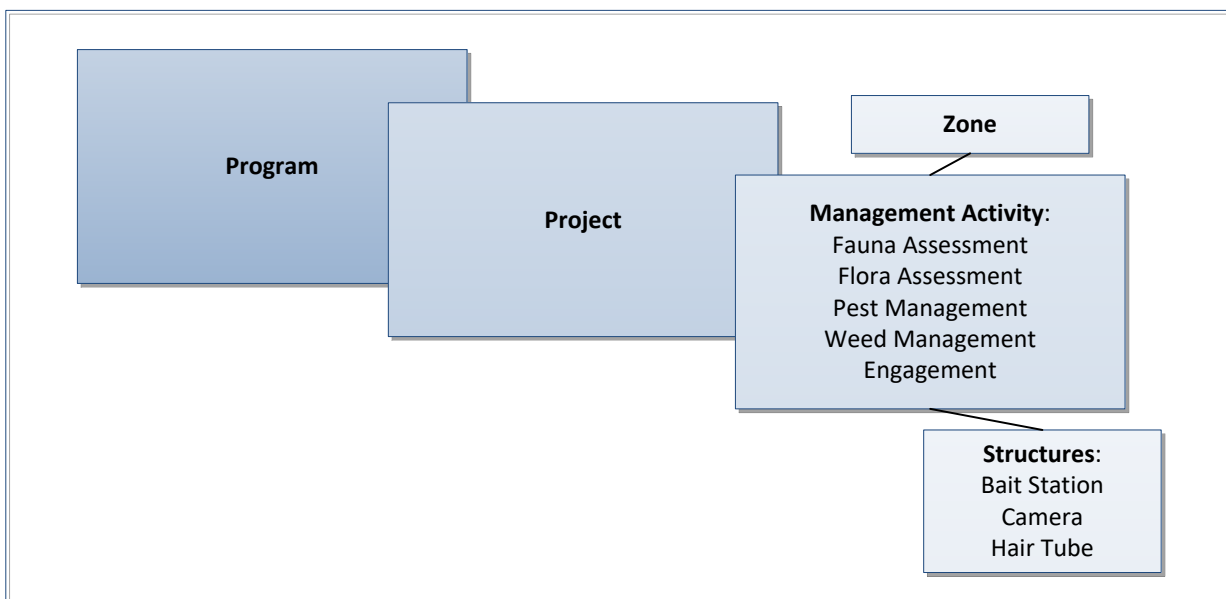 Program
Project
Zone
Management Activity:
Fauna Assessment
Flora Assessment
Pest Management
Weed Management
Engagement
Structures:
Bait Station
Camera
Hair Tube